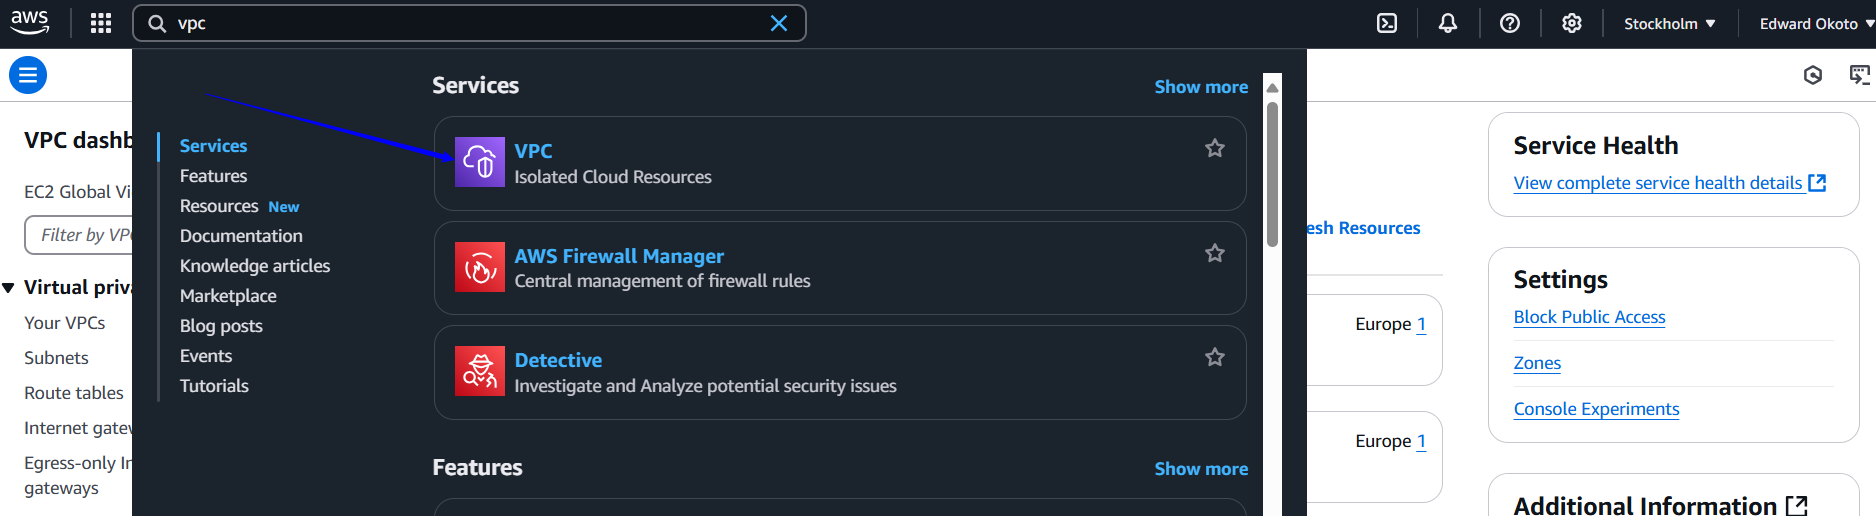 aws
vpc
Stockholm
Edward Okoto
VPC dashb
EC2 Global Vi
Filter by VP
Virtual priv
Your VPCs
Subnets
Route tables
Internet gate
Egress-only In
gateways
Services
Features
Resources New
Documentation
Knowledge articles
Marketplace
Blog posts
Events
Tutorials
Services
Show more
VPC
Isolated Cloud Resources
AWS Firewall Manager
Central management of firewall rules
Detective
Investigate and Analyze potential security issues
Features
Show more
esh Resources
Europe 1
Europe 1
Service Health
View complete service health details
Settings
Block Public Access
Zones
Console Experiments
Additional Information